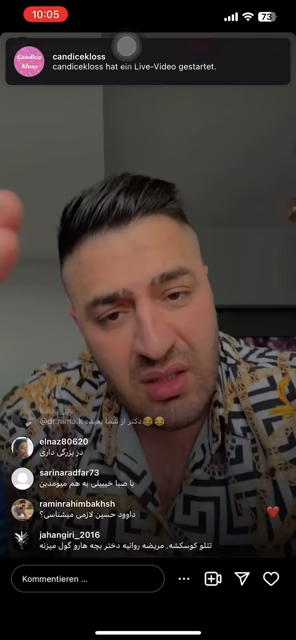 10:05
73
Candice
kloss
candicekloss
candicekloss hat ein Live-Video gestartet.
دکتر از شما
elnaz80620
در بزرگی داری
sarinaradfar73
با صبا خیییلی به هم میومدین
raminrahimbakhsh
داوود حسین لازمی میشناسی؟
jahangiri_2016
تتلو کوسکشه. مریضه روانیه دختر بچه هارو گول میزنه
Kommentieren ...